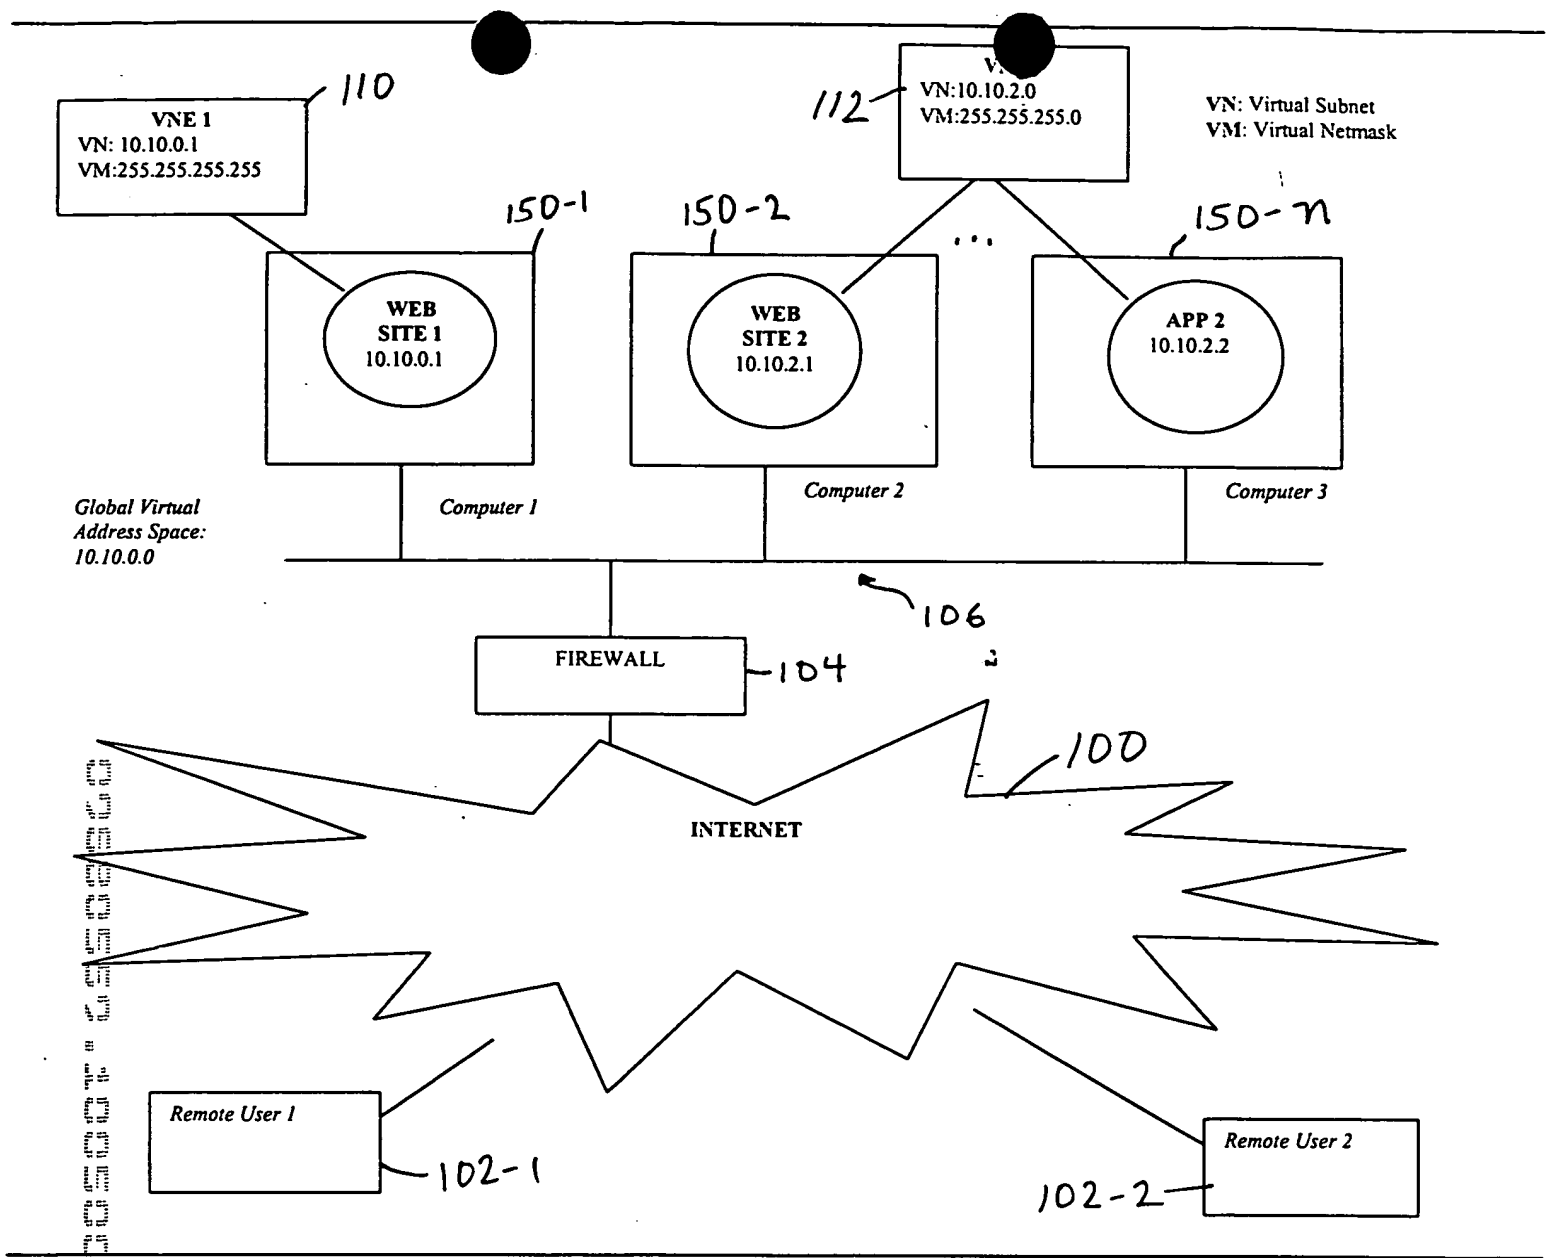 110
VNE 1
VN: 10.10.0.1
VM:255.255.255.255
112
VN:10.10.2.0
VM:255.255.255.0
VN: Virtual Subnet
VM: Virtual Netmask
150-1
150-2
...
150-n
WEB
SITE 1
10.10.0.1
WEB
SITE 2
10.10.2.1
APP 2
10.10.2.2
Global Virtual
Address Space:
10.10.0.0
Computer 1
Computer 2
Computer 3
106
FIREWALL
104
100
INTERNET
Remote User 1
102-1
Remote User 2
102-2